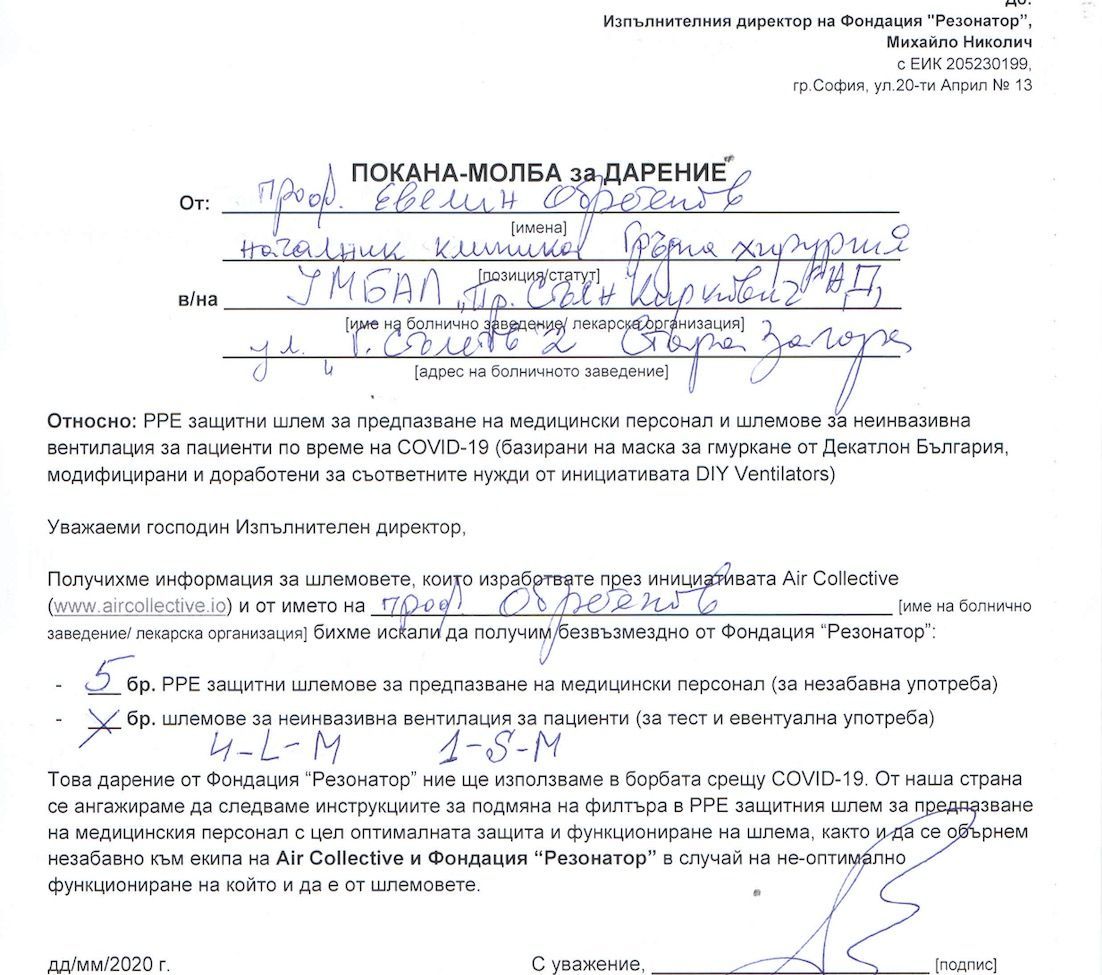 До:
Изпълнителния директор на Фондация "Резонатор",
Михайло Николич
с ЕИК 205230199,
гр.София, ул.20-ти Април № 13
ПОКАНА-МОЛБА за ДАРЕНИЕ
От: проф. Евелин Обретенов
[имена]
началник клиника Гръдна хирургия
[позиция/статут]
в/на УМБАЛ „Пр. Стоян Киркович" АД
[име на болнично заведение/ лекарска организация]
ул. Г. Столетов 2 Стара Загора
[адрес на болничното заведение]
Относно: PPE защитни шлем за предпазване на медицински персонал и шлемове за неинвазивна
вентилация за пациенти по време на COVID-19 (базирани на маска за гмуркане от Декатлон България,
модифицирани и доработени за съответните нужди от инициативата DIY Ventilators)
Уважаеми господин Изпълнителен директор,
Получихме информация за шлемовете, които изработвате през инициативата Air Collective
(www.aircollective.io) и от името на проф. Обретенов [име на болнично
заведение/ лекарска организация] бихме искали да получим безвъзмездно от Фондация “Резонатор”:
- 5 бр. PPE защитни шлемове за предпазване на медицински персонал (за незабавна употреба)
- X бр. шлемове за неинвазивна вентилация за пациенти (за тест и евентуална употреба)
4-L-M 1-S-M
Това дарение от Фондация “Резонатор” ние ще използваме в борбата срещу COVID-19. От наша страна
се ангажираме да следваме инструкциите за подмяна на филтъра в PPE защитния шлем за предпазване
на медицинския персонал с цел оптималната защита и функциониране на шлема, както и да се обърнем
незабавно към екипа на Air Collective и Фондация “Резонатор” в случай на не-оптимално
функциониране на който и да е от шлемовете.
дд/мм/2020 г. С уважение, [подпис]